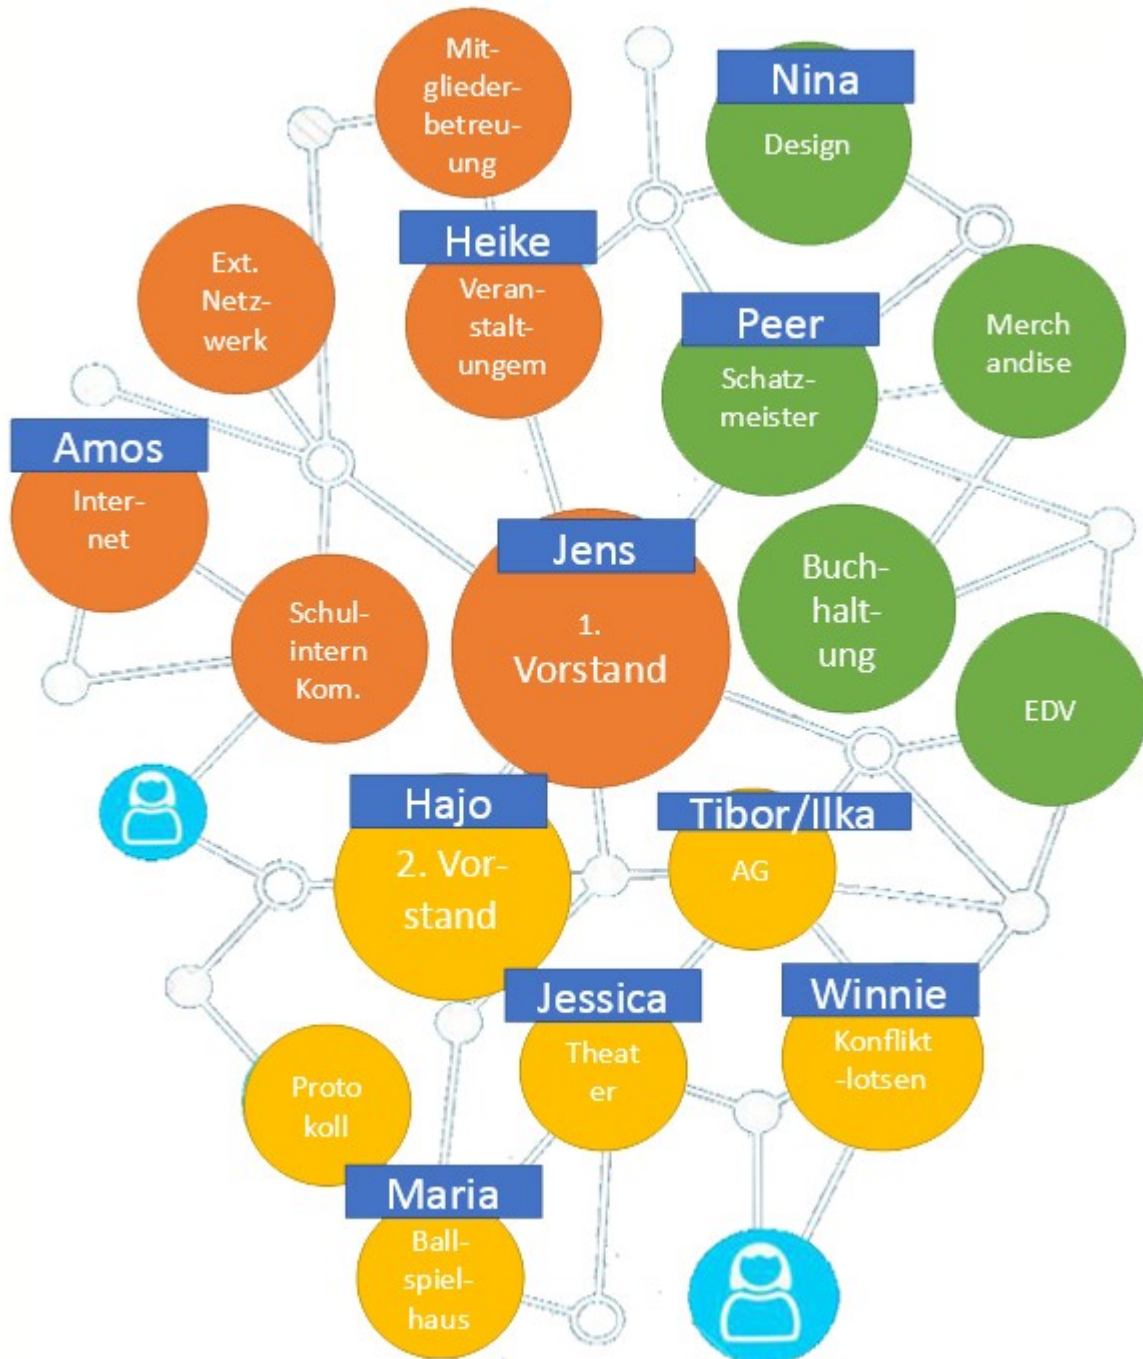 Mit-
glieder-
betreu-
ung
Nina
Design
Heike
Veran-
stalt-
ungem
Ext.
Netz-
werk
Peer
Schatz-
meister
Merch
andise
Amos
Inter-
net
Jens
1.
Vorstand
Buch-
halt-
ung
Schul-
intern
Kom.
EDV
Hajo
2. Vor-
stand
Tibor/Ilka
AG
Jessica
Theat
er
Winnie
Konflikt
-lotsen
Proto
koll
Maria
Ball-
spiel-
haus